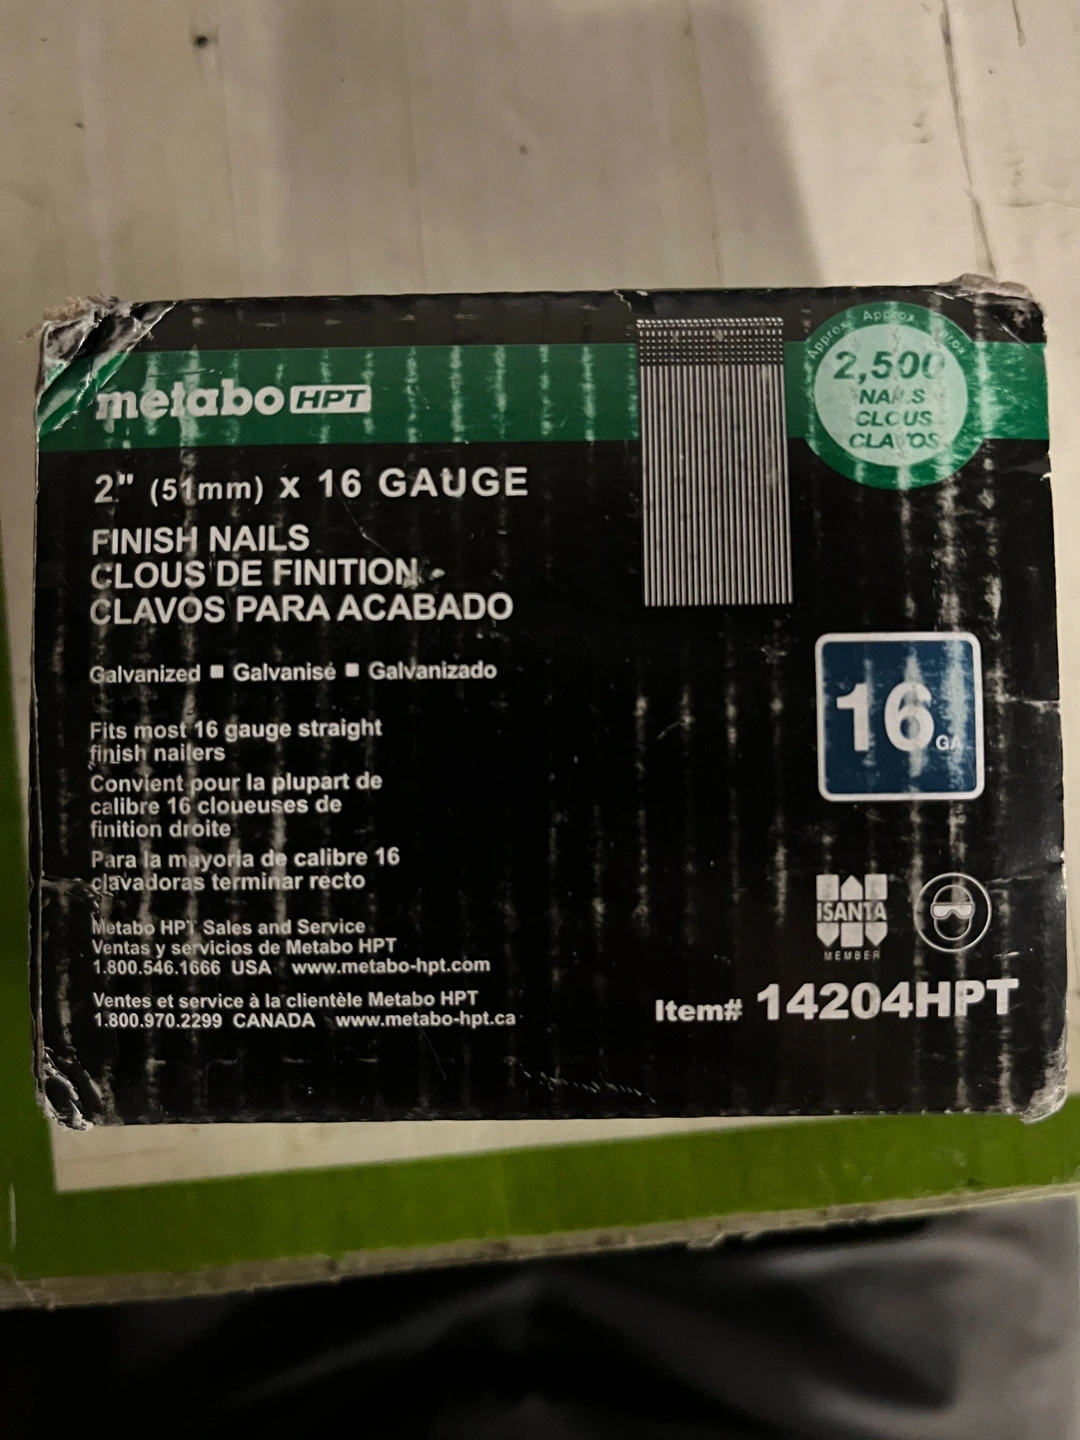 metabo HPT
Approx Approx Approx
2,500
NAILS
CLOUS
CLAVOS
2" (51mm) x 16 GAUGE
FINISH NAILS
CLOUS DE FINITION
CLAVOS PARA ACABADO
Galvanized ■ Galvanisé ■ Galvanizado
Fits most 16 gauge straight
finish nailers
Convient pour la plupart de
calibre 16 cloueuses de
finition droite
Para la mayoria de calibre 16
clavadoras terminar recto
16 GA
Metabo HPT Sales and Service
Ventas y servicios de Metabo HPT
1.800.546.1666 USA www.metabo-hpt.com
Ventes et service à la clientèle Metabo HPT
1.800.970.2299 CANADA www.metabo-hpt.ca
ISANTA
MEMBER
Item# 14204HPT